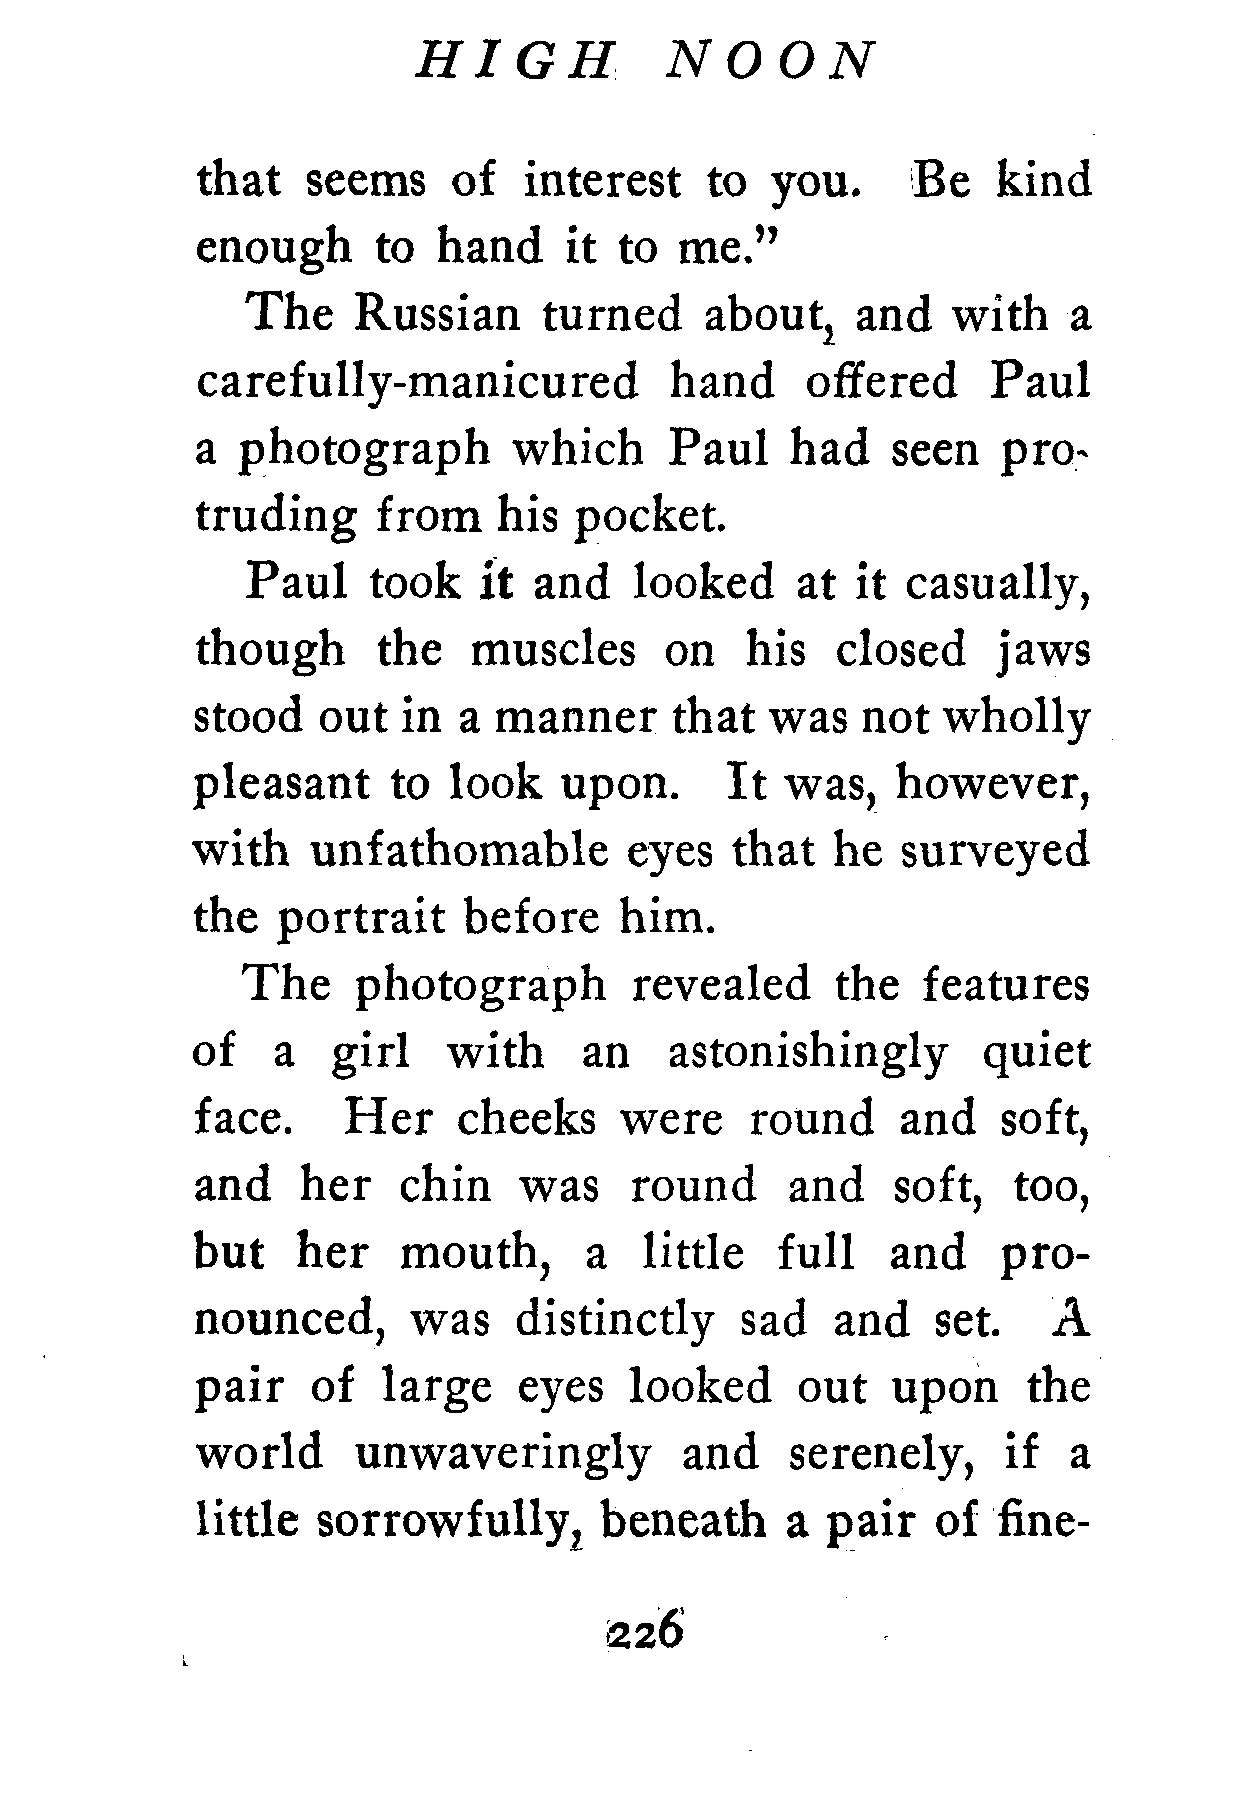 HIGH NOON
that seems of interest to you. Be kind
enough to hand it to me.”
The Russian turned about, and with a
carefully-manicured hand offered Paul
a photograph which Paul had seen pro-
truding from his pocket.
Paul took it and looked at it casually,
though the muscles on his closed jaws
stood out in a manner that was not wholly
pleasant to look upon. It was, however,
with unfathomable eyes that he surveyed
the portrait before him.
The photograph revealed the features
of a girl with an astonishingly quiet
face. Her cheeks were round and soft,
and her chin was round and soft, too,
but her mouth, a little full and pro-
nounced, was distinctly sad and set. A
pair of large eyes looked out upon the
world unwaveringly and serenely, if a
little sorrowfully, beneath a pair of fine-
226